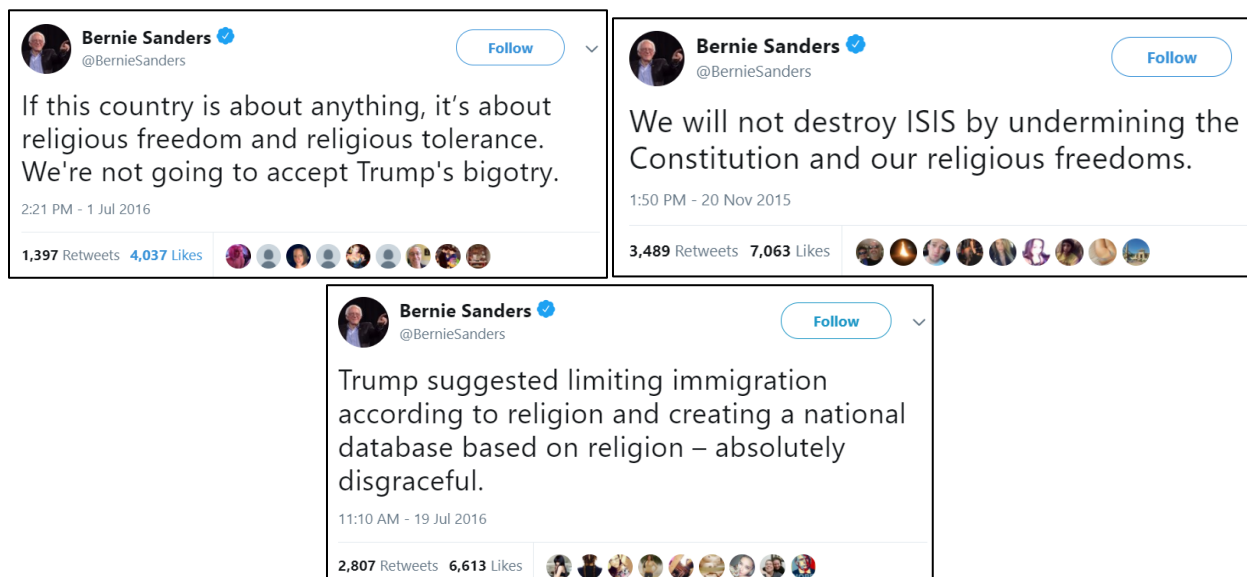 Bernie Sanders
@BernieSanders
Follow
If this country is about anything, it's about
religious freedom and religious tolerance.
We're not going to accept Trump's bigotry.
2:21 PM - 1 Jul 2016
1,397 Retweets 4,037 Likes
Bernie Sanders
@BernieSanders
Follow
We will not destroy ISIS by undermining the
Constitution and our religious freedoms.
1:50 PM - 20 Nov 2015
3,489 Retweets 7,063 Likes
Bernie Sanders
@BernieSanders
Follow
Trump suggested limiting immigration
according to religion and creating a national
database based on religion – absolutely
disgraceful.
11:10 AM - 19 Jul 2016
2,807 Retweets 6,613 Likes